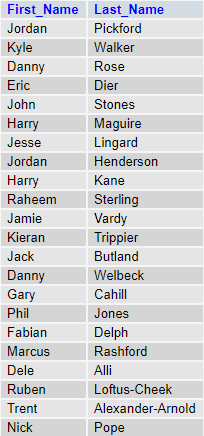 First_Name Last_Name
Jordan Pickford
Kyle Walker
Danny Rose
Eric Dier
John Stones
Harry Maguire
Jesse Lingard
Jordan Henderson
Harry Kane
Raheem Sterling
Jamie Vardy
Kieran Trippier
Jack Butland
Danny Welbeck
Gary Cahill
Phil Jones
Fabian Delph
Marcus Rashford
Dele Alli
Ruben Loftus-Cheek
Trent Alexander-Arnold
Nick Pope